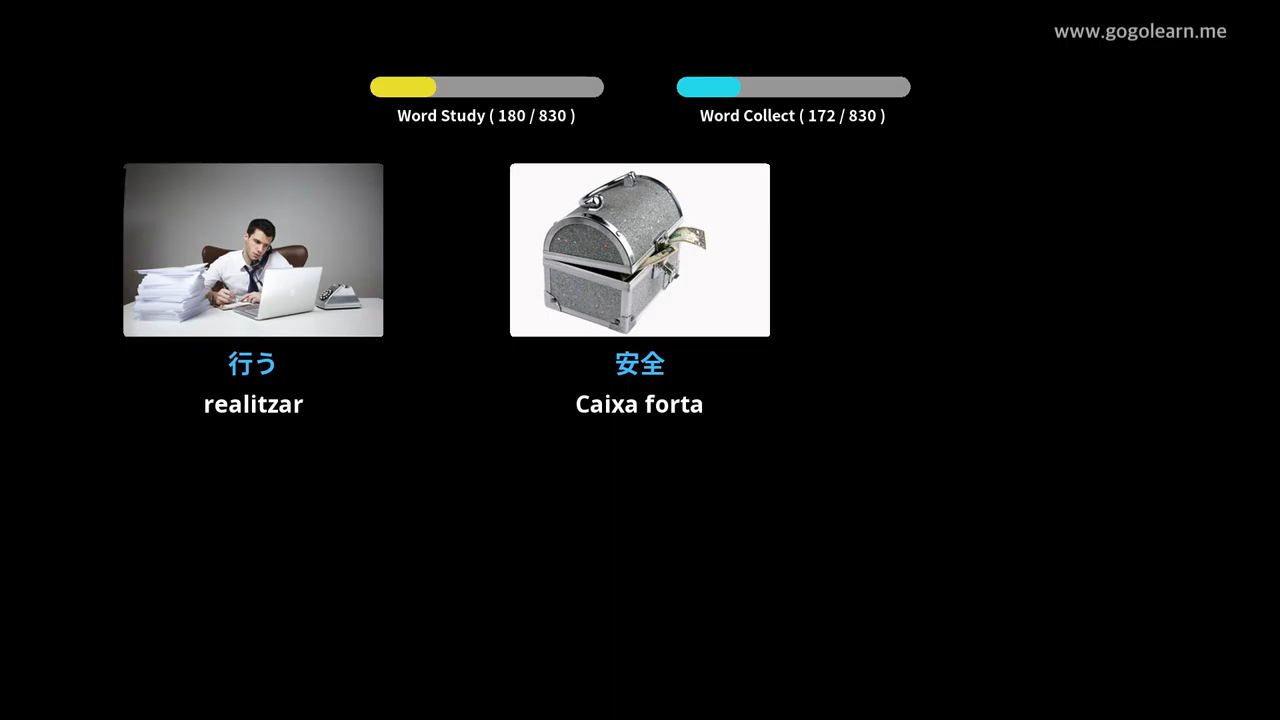 www.gogolearn.me
Word Study ( 180 / 830 )
Word Collect ( 172 / 830 )
行う
realitzar
安全
Caixa forta